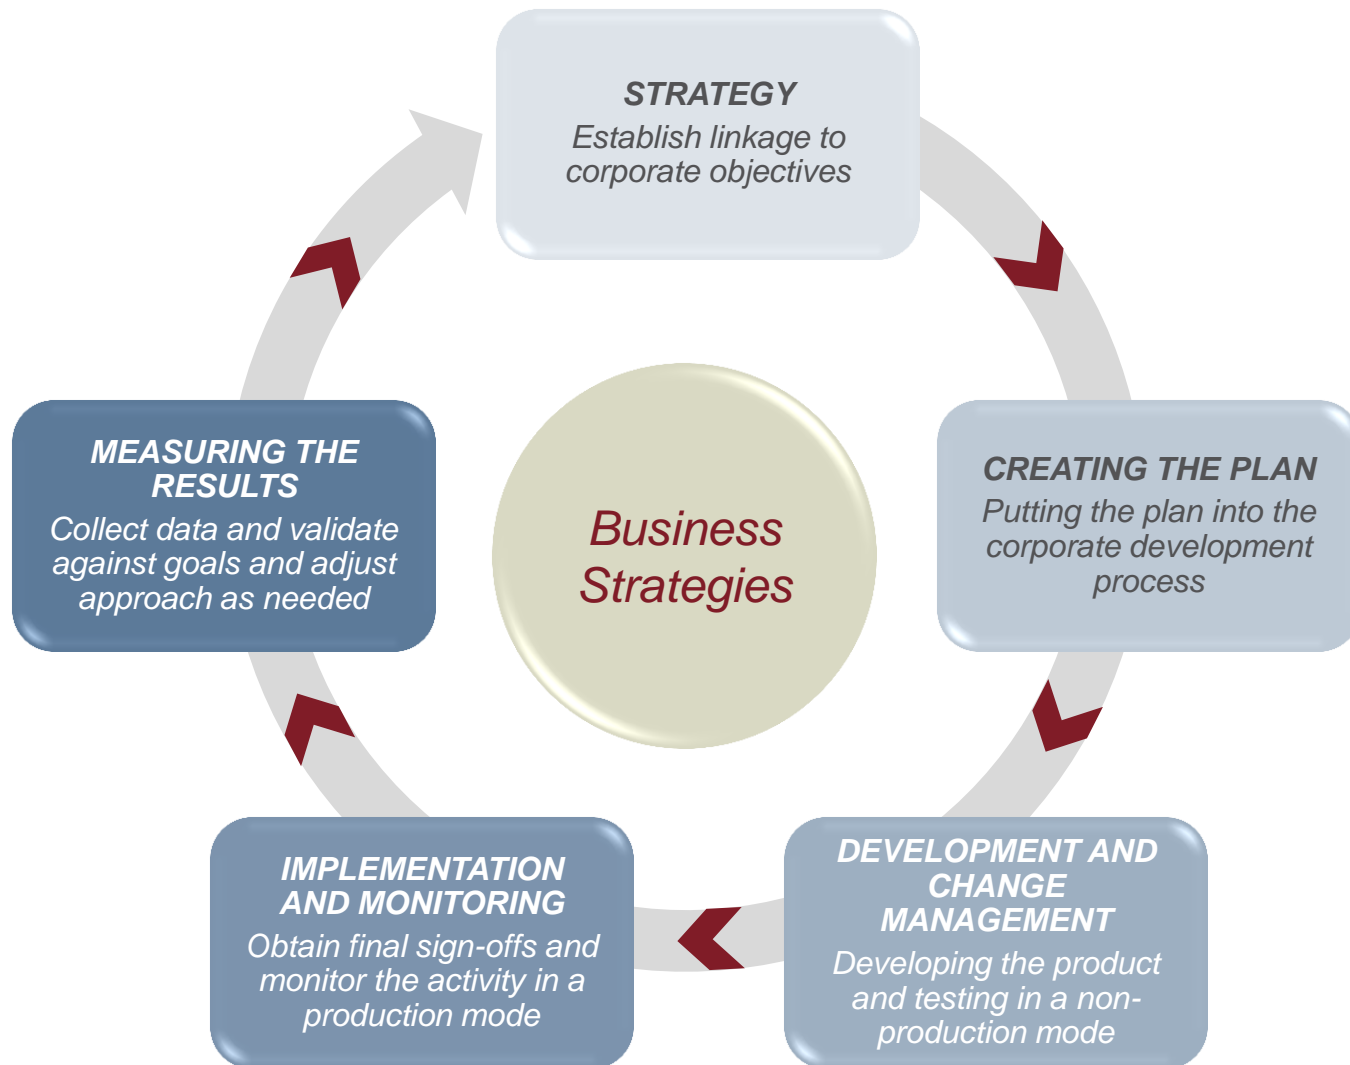 STRATEGY
Establish linkage to
corporate objectives
CREATING THE PLAN
Putting the plan into the
corporate development
process
DEVELOPMENT AND
CHANGE
MANAGEMENT
Developing the product
and testing in a non-
production mode
IMPLEMENTATION
AND MONITORING
Obtain final sign-offs and
monitor the activity in a
production mode
MEASURING THE
RESULTS
Collect data and validate
against goals and adjust
approach as needed
Business
Strategies